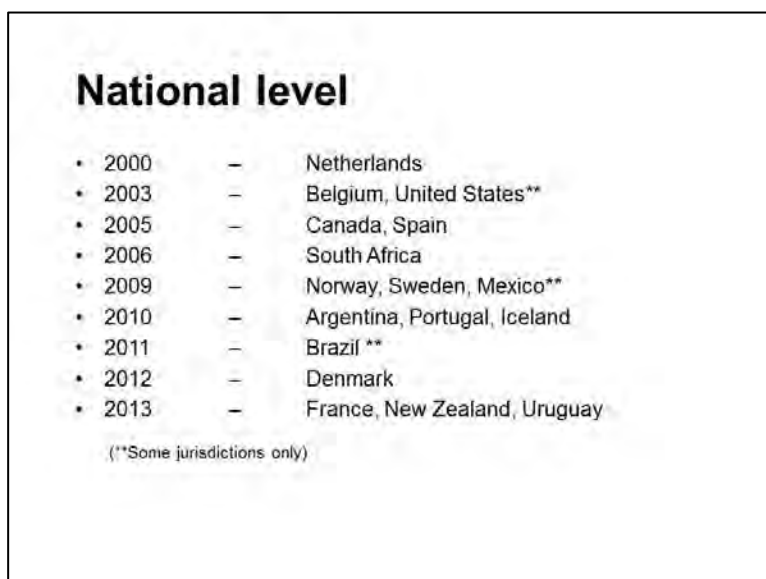 National level
• 2000 – Netherlands
• 2003 – Belgium, United States**
• 2005 – Canada, Spain
• 2006 – South Africa
• 2009 – Norway, Sweden, Mexico**
• 2010 – Argentina, Portugal, Iceland
• 2011 – Brazil **
• 2012 – Denmark
• 2013 – France, New Zealand, Uruguay
(**Some jurisdictions only)